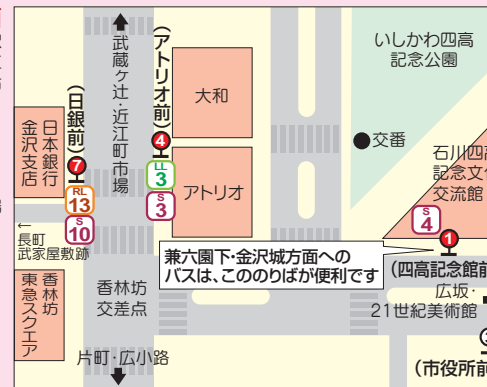 いしかわ四高
記念公園
武蔵ヶ辻・近江町市場
(アトリオ前)
4
LL
3
S
3
大和
交番
(日銀前)
7
RL
13
S
10
日本銀行
金沢支店
アトリオ
石川四高
記念文化
交流館
S
4
1
←
長町
武家屋敷跡
兼六園下・金沢城方面への
バスは、こののりばが便利です
(四高記念館前
香林坊
東急スクエア
香林坊
交差点
広坂・
21世紀美術館
片町・広小路
(市役所前